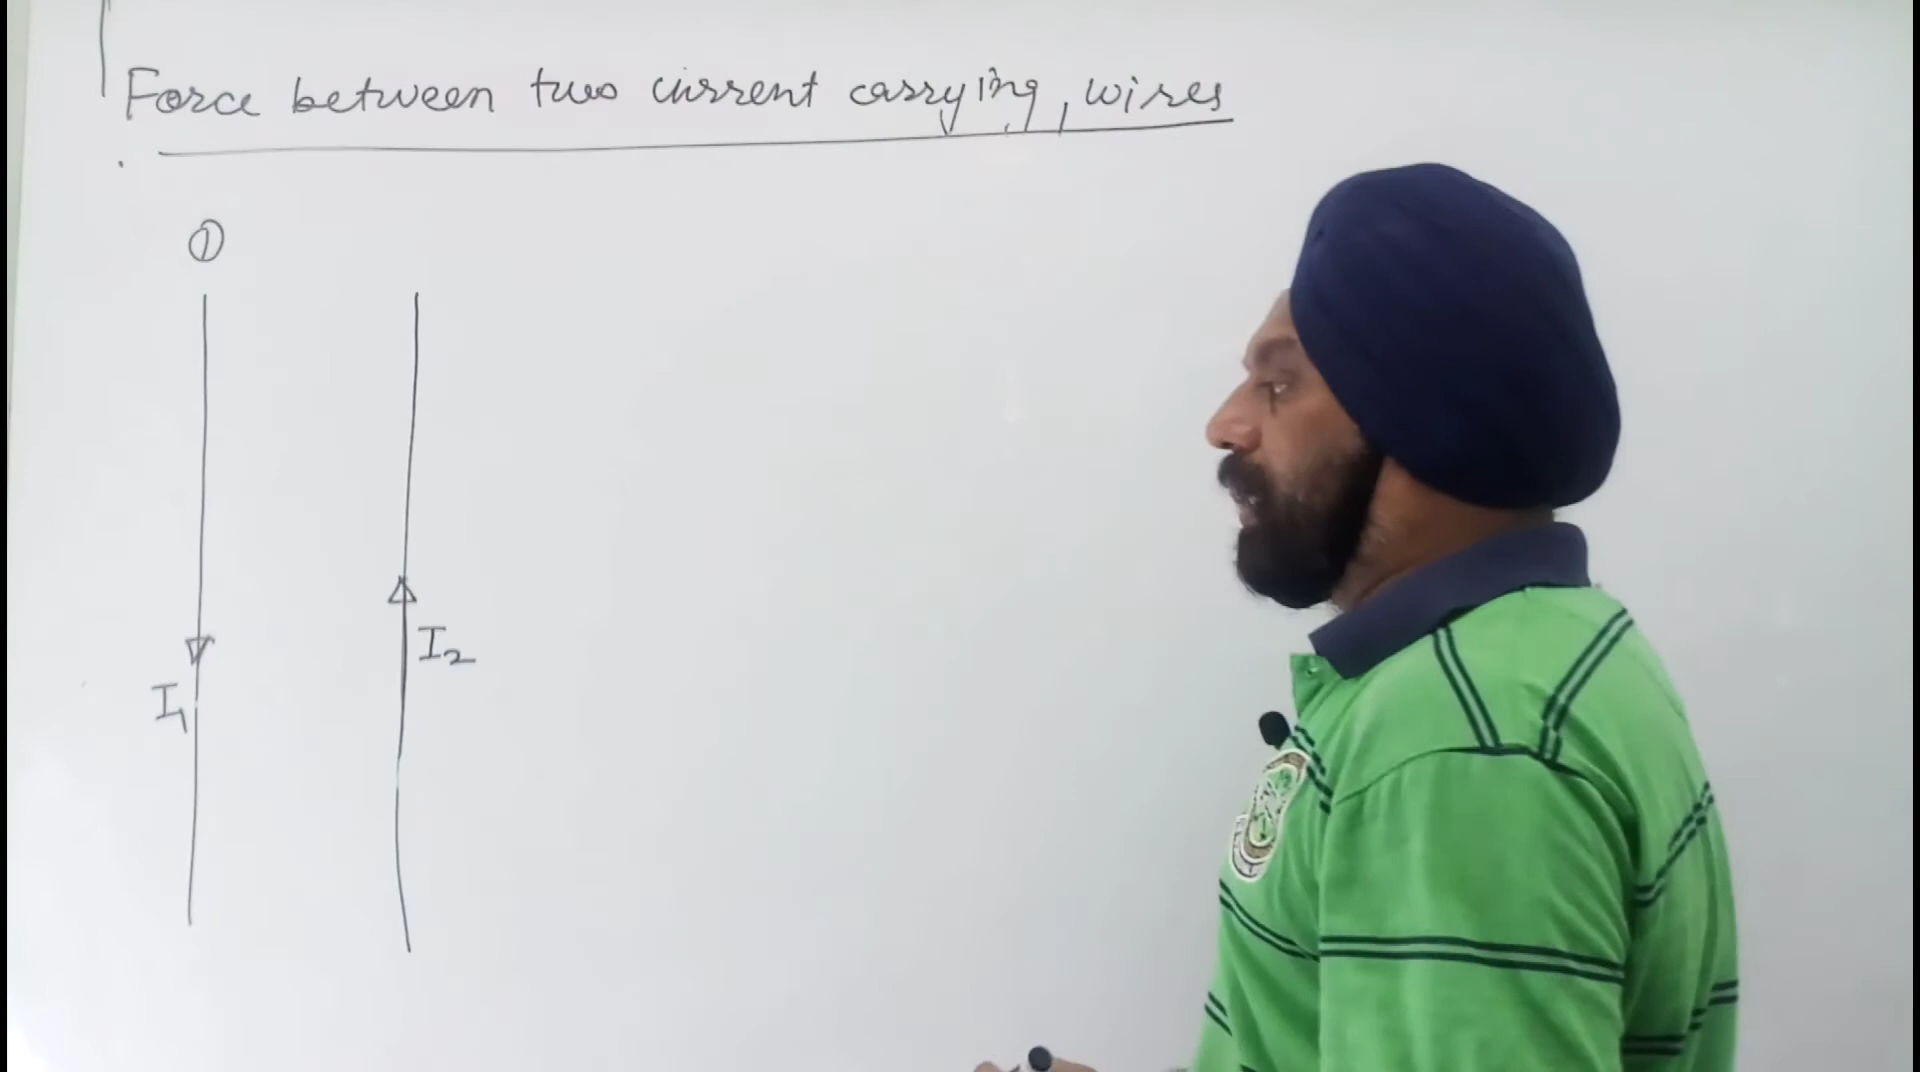 Force between two current carrying, wires
①
I₂
I₁